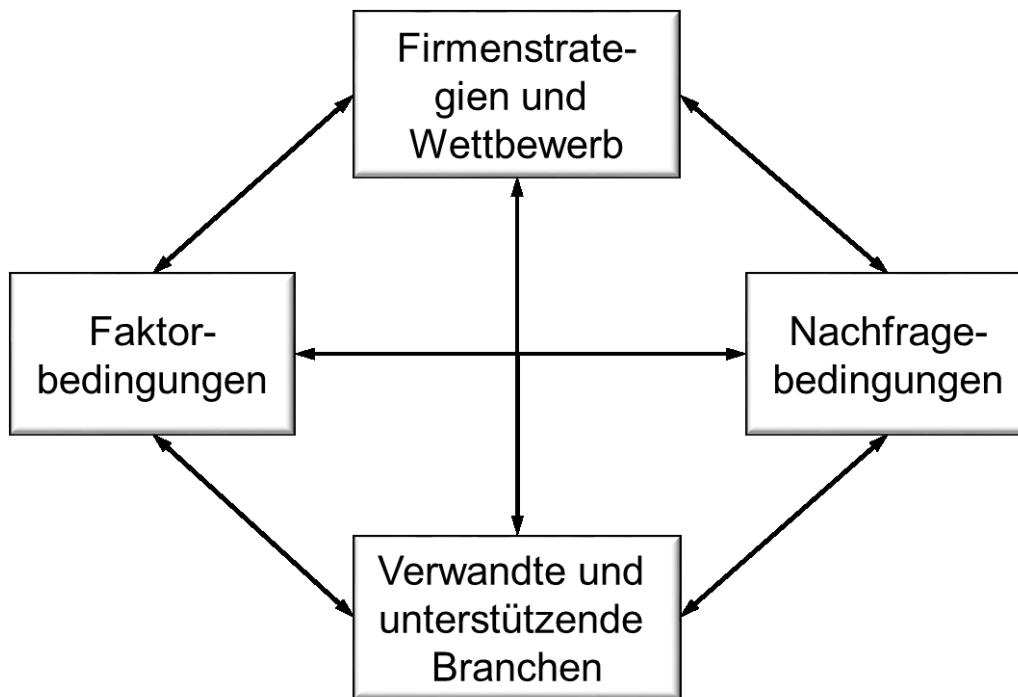 Firmenstrate-
gien und
Wettbewerb
Faktor-
bedingungen
Nachfrage-
bedingungen
Verwandte und
unterstützende
Branchen